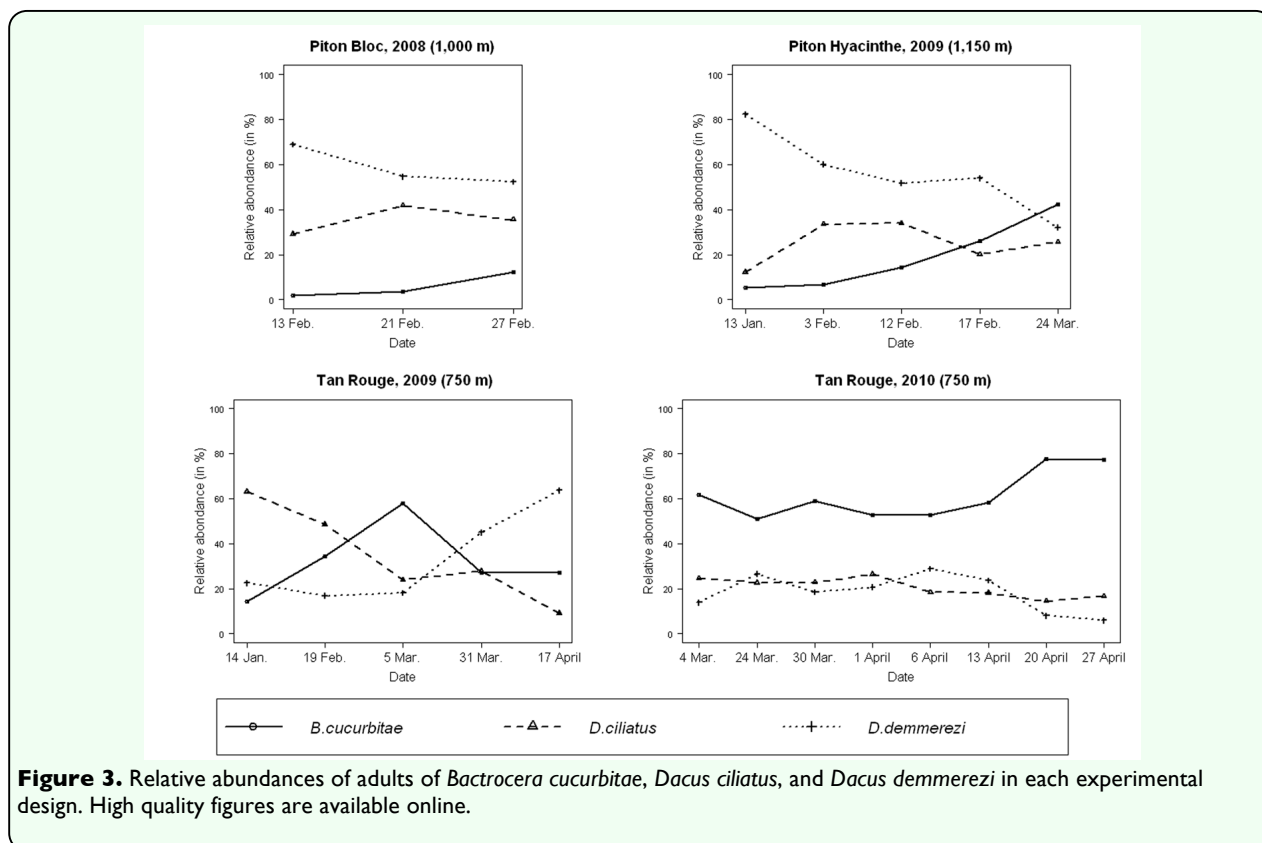 Piton Bloc, 2008 (1,000 m)
Relative abondance (in %)
100
80
60
40
20
0
13 Feb. 21 Feb. 27 Feb.
Date
Piton Hyacinthe, 2009 (1,150 m)
Relative abondance (in %)
100
80
60
40
20
0
13 Jan. 3 Feb. 12 Feb. 17 Feb. 24 Mar.
Date
Tan Rouge, 2009 (750 m)
Relative abondance (in %)
100
80
60
40
20
0
14 Jan. 19 Feb. 5 Mar. 31 Mar. 17 April
Date
Tan Rouge, 2010 (750 m)
Relative abondance (in %)
100
80
60
40
20
0
4 Mar. 24 Mar. 30 Mar. 1 April 6 April 13 April 20 April 27 April
Date
B.cucurbitae D.ciliatus D.demmerezi
Figure 3. Relative abundances of adults of Bactrocera cucurbitae, Dacus ciliatus, and Dacus demmerezi in each experimental
design. High quality figures are available online.